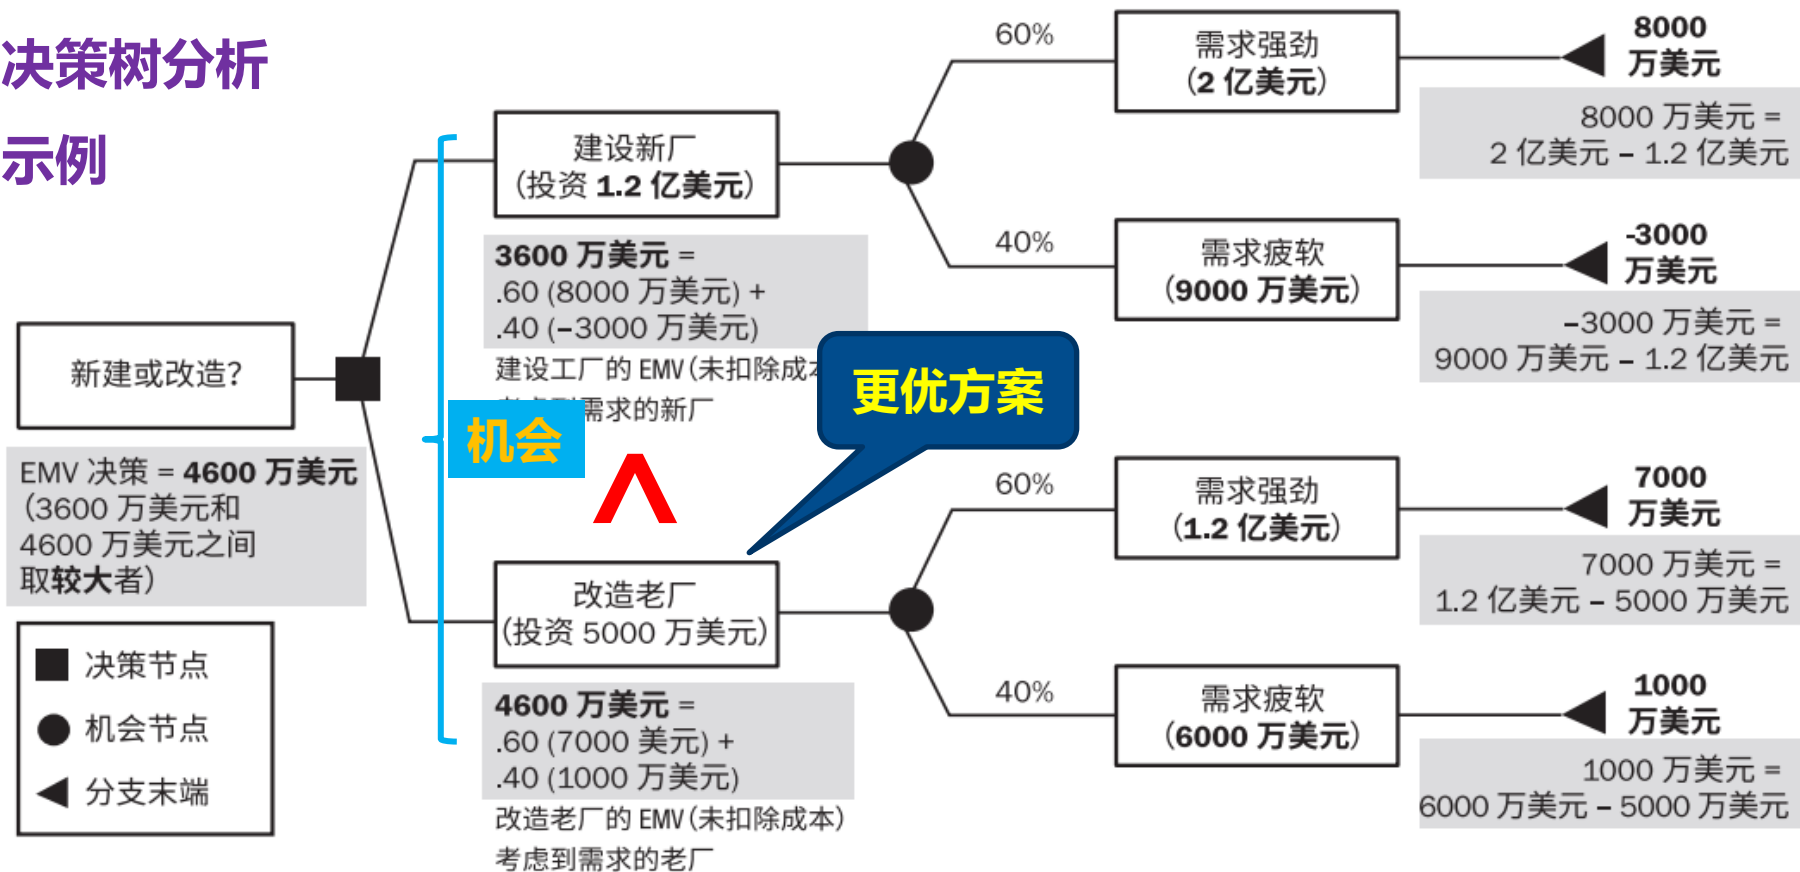 决策树分析
示例
新建或改造？
EMV 决策 = 4600 万美元
（3600 万美元和
4600 万美元之间
取较大者）
决策节点
机会节点
分支末端
建设新厂
（投资 1.2 亿美元）
3600 万美元 =
.60 (8000 万美元) +
.40 (–3000 万美元)
建设工厂的 EMV（未扣除成
需求的新厂
机会
更优方案
改造老厂
（投资 5000 万美元）
4600 万美元 =
.60 (7000 美元) +
.40 (1000 万美元)
改造老厂的 EMV（未扣除成本）
考虑到需求的老厂
60%
需求强劲
（2 亿美元）
8000
万美元
8000 万美元 =
2 亿美元 – 1.2 亿美元
40%
需求疲软
（9000 万美元）
-3000
万美元
–3000 万美元 =
9000 万美元 – 1.2 亿美元
60%
需求强劲
（1.2 亿美元）
7000
万美元
7000 万美元 =
1.2 亿美元 – 5000 万美元
40%
需求疲软
（6000 万美元）
1000
万美元
1000 万美元 =
6000 万美元 – 5000 万美元